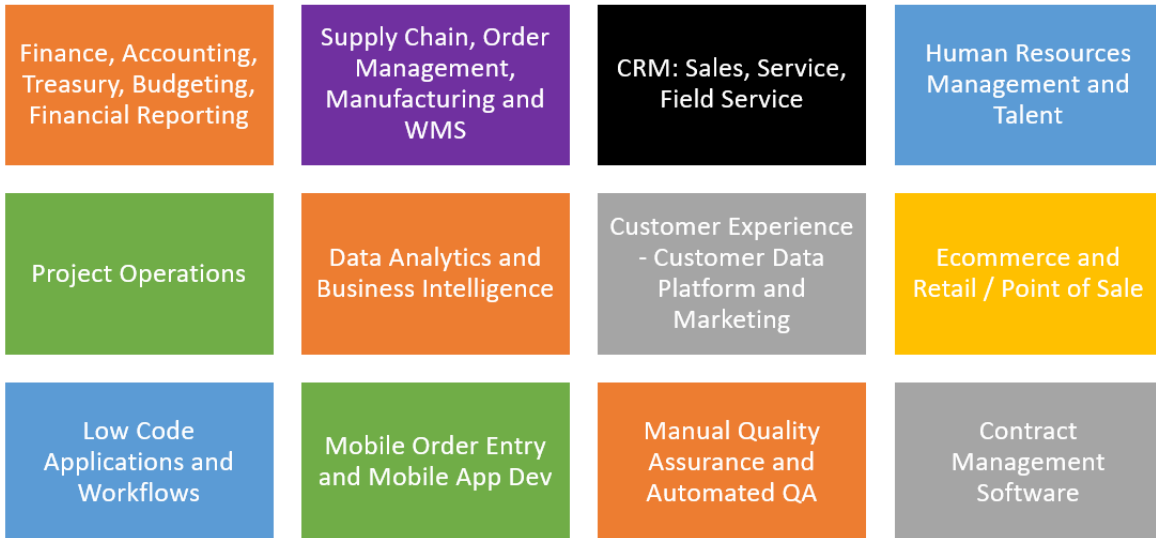 Finance, Accounting,
Treasury, Budgeting,
Financial Reporting
Supply Chain, Order
Management,
Manufacturing and
WMS
CRM: Sales, Service,
Field Service
Human Resources
Management and
Talent
Project Operations
Data Analytics and
Business Intelligence
Customer Experience
- Customer Data
Platform and
Marketing
Ecommerce and
Retail / Point of Sale
Low Code
Applications and
Workflows
Mobile Order Entry
and Mobile App Dev
Manual Quality
Assurance and
Automated QA
Contract
Management
Software